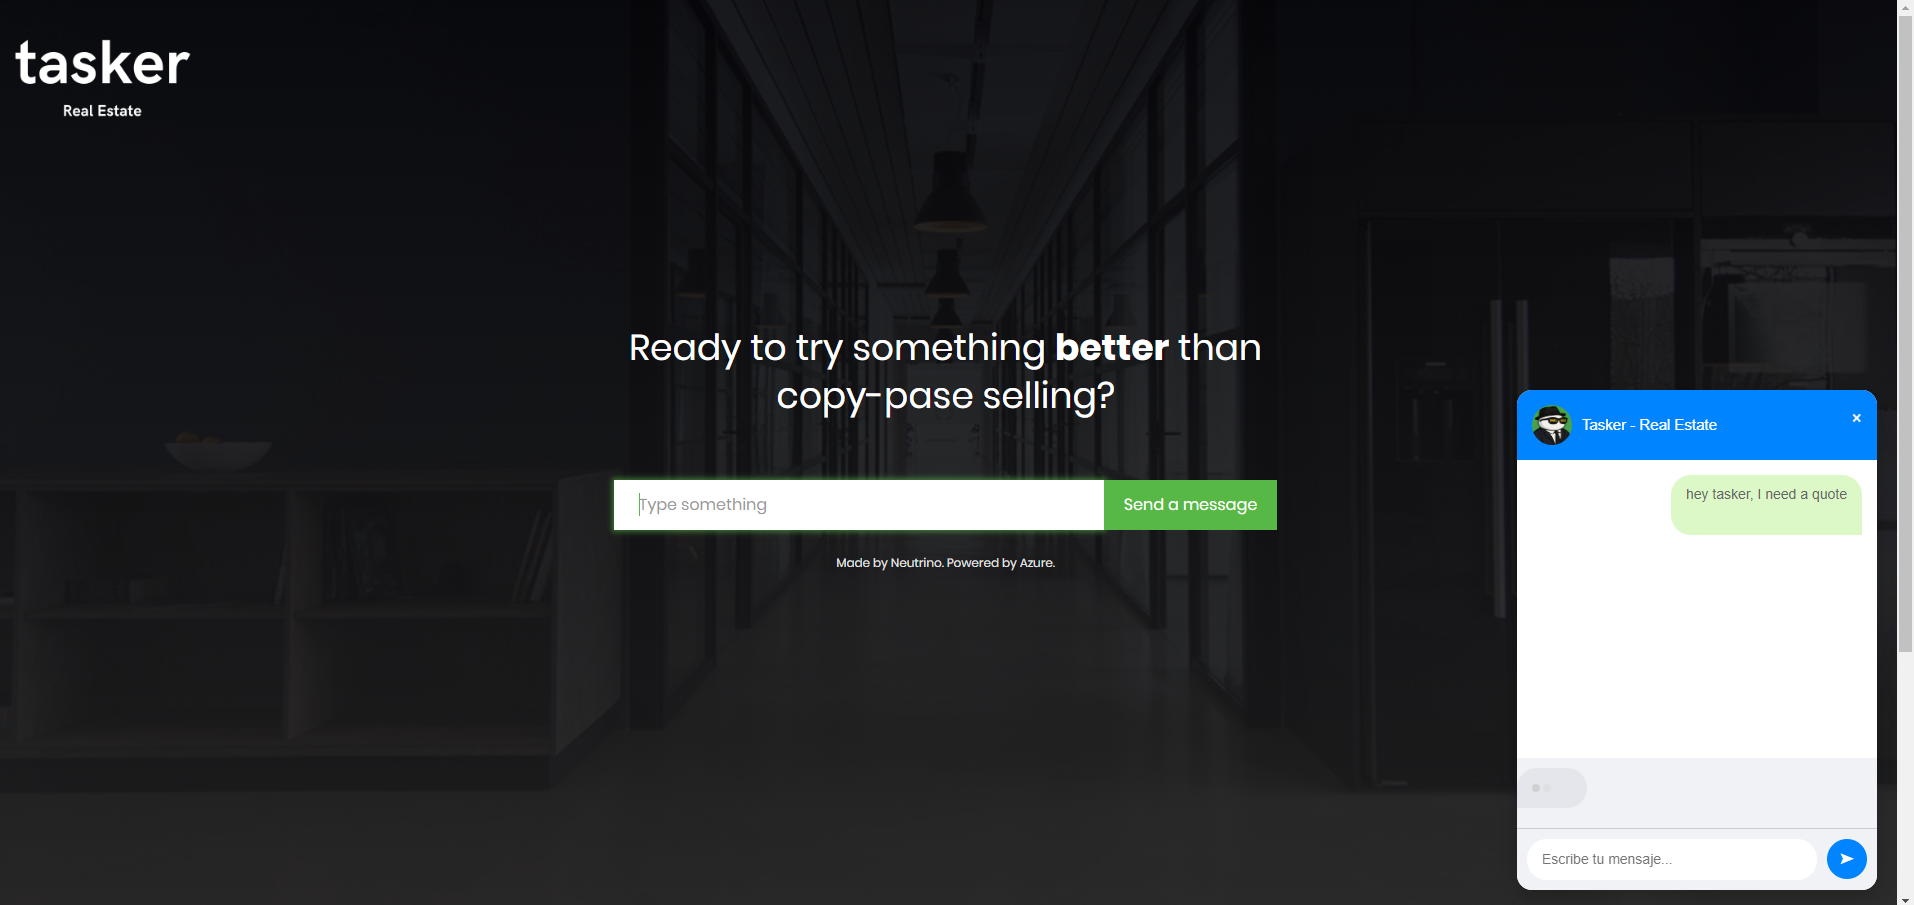 tasker
Real Estate
Ready to try something better than
copy-pase selling?
Type something
Send a message
Made by Neutrino. Powered by Azure.
Tasker - Real Estate
×
hey tasker, I need a quote
Escribe tu mensaje...